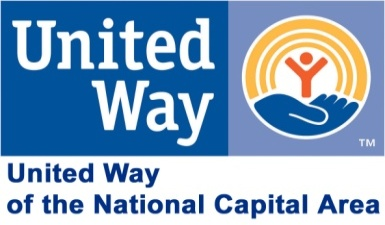 United
Way
TM
United Way
of the National Capital Area